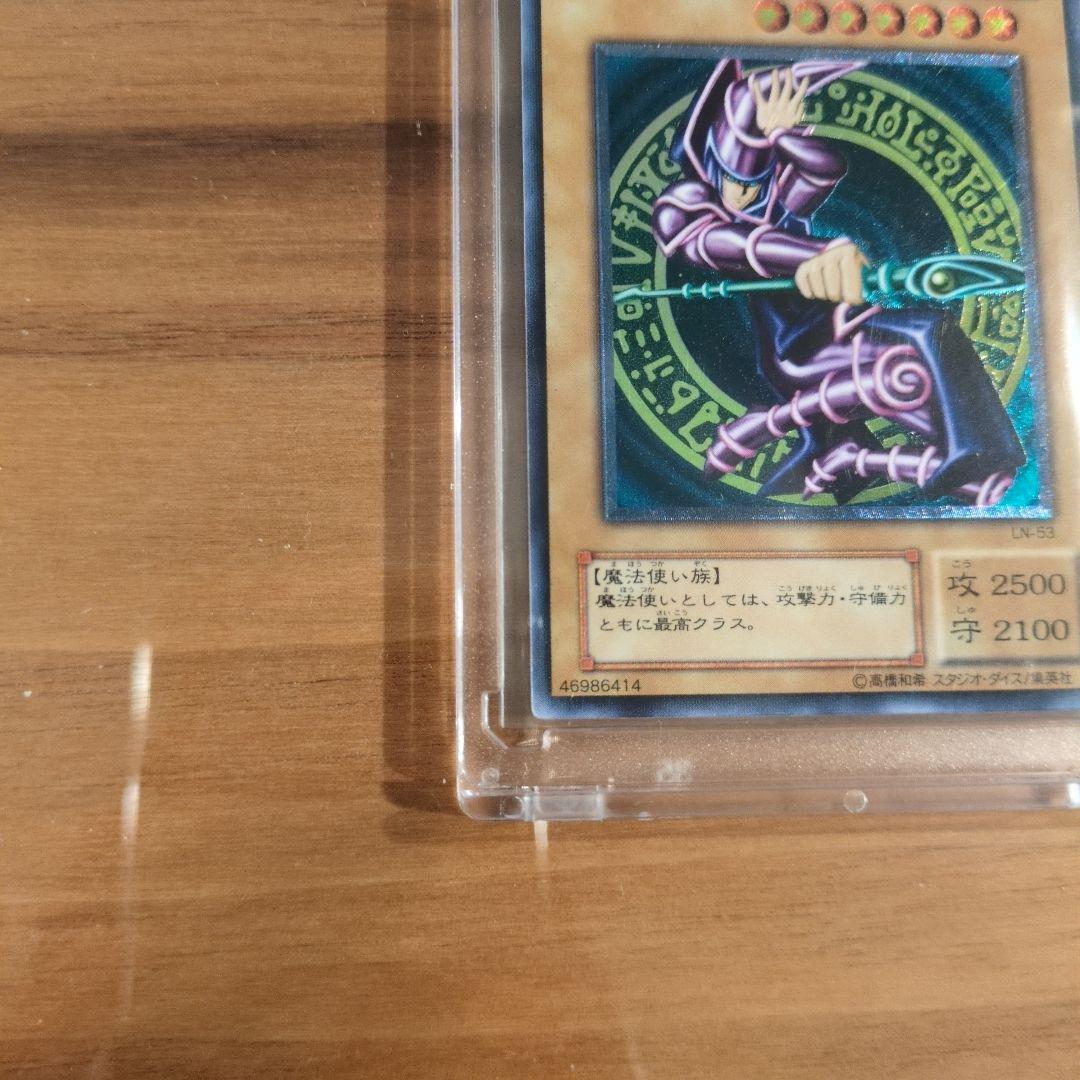 LN-53
【魔法使い族】
魔法使いとしては、攻撃力・守備力
ともに最高クラス。
攻 2500
守 2100
46986414
©高橋和希 スタジオ・ダイス/集英社